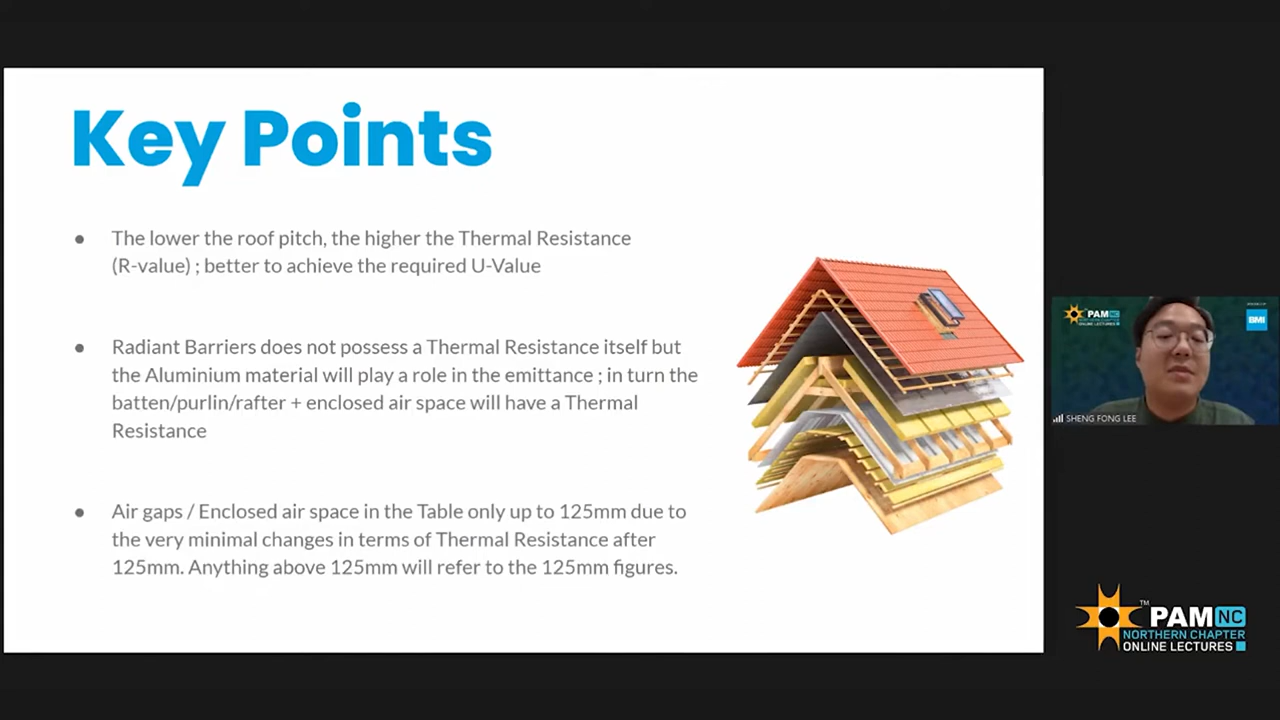 Key Points
● The lower the roof pitch, the higher the Thermal Resistance
(R-value) ; better to achieve the required U-Value
● Radiant Barriers does not possess a Thermal Resistance itself but
the Aluminium material will play a role in the emittance ; in turn the
batten/purlin/rafter + enclosed air space will have a Thermal
Resistance
● Air gaps / Enclosed air space in the Table only up to 125mm due to
the very minimal changes in terms of Thermal Resistance after
125mm. Anything above 125mm will refer to the 125mm figures.
PAM NC
NORTHERN CHAPTER
ONLINE LECTURES
BMI
SHENG FONG LEE
TM
PAM NC
NORTHERN CHAPTER
ONLINE LECTURES